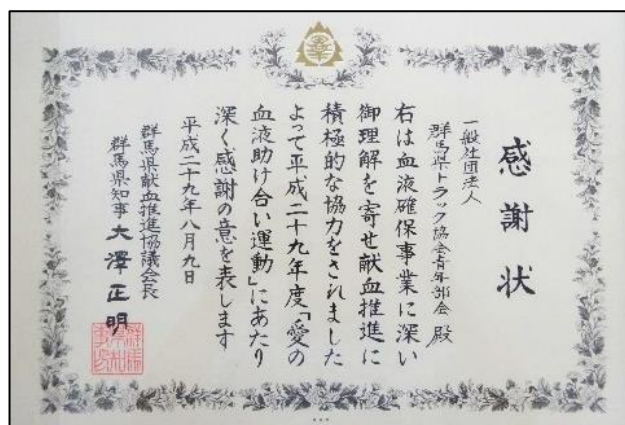 感謝状
一般社団法人
群馬県トラック協会青年部会 殿
右は血液確保事業に深い
御理解を寄せ献血推進に
積極的な協力をされました
よって平成二十九年度「愛の
血液助け合い運動」にあたり
深く感謝の意を表します
平成二十九年八月九日
群馬県献血推進協議会長
群馬県知事 大澤正明